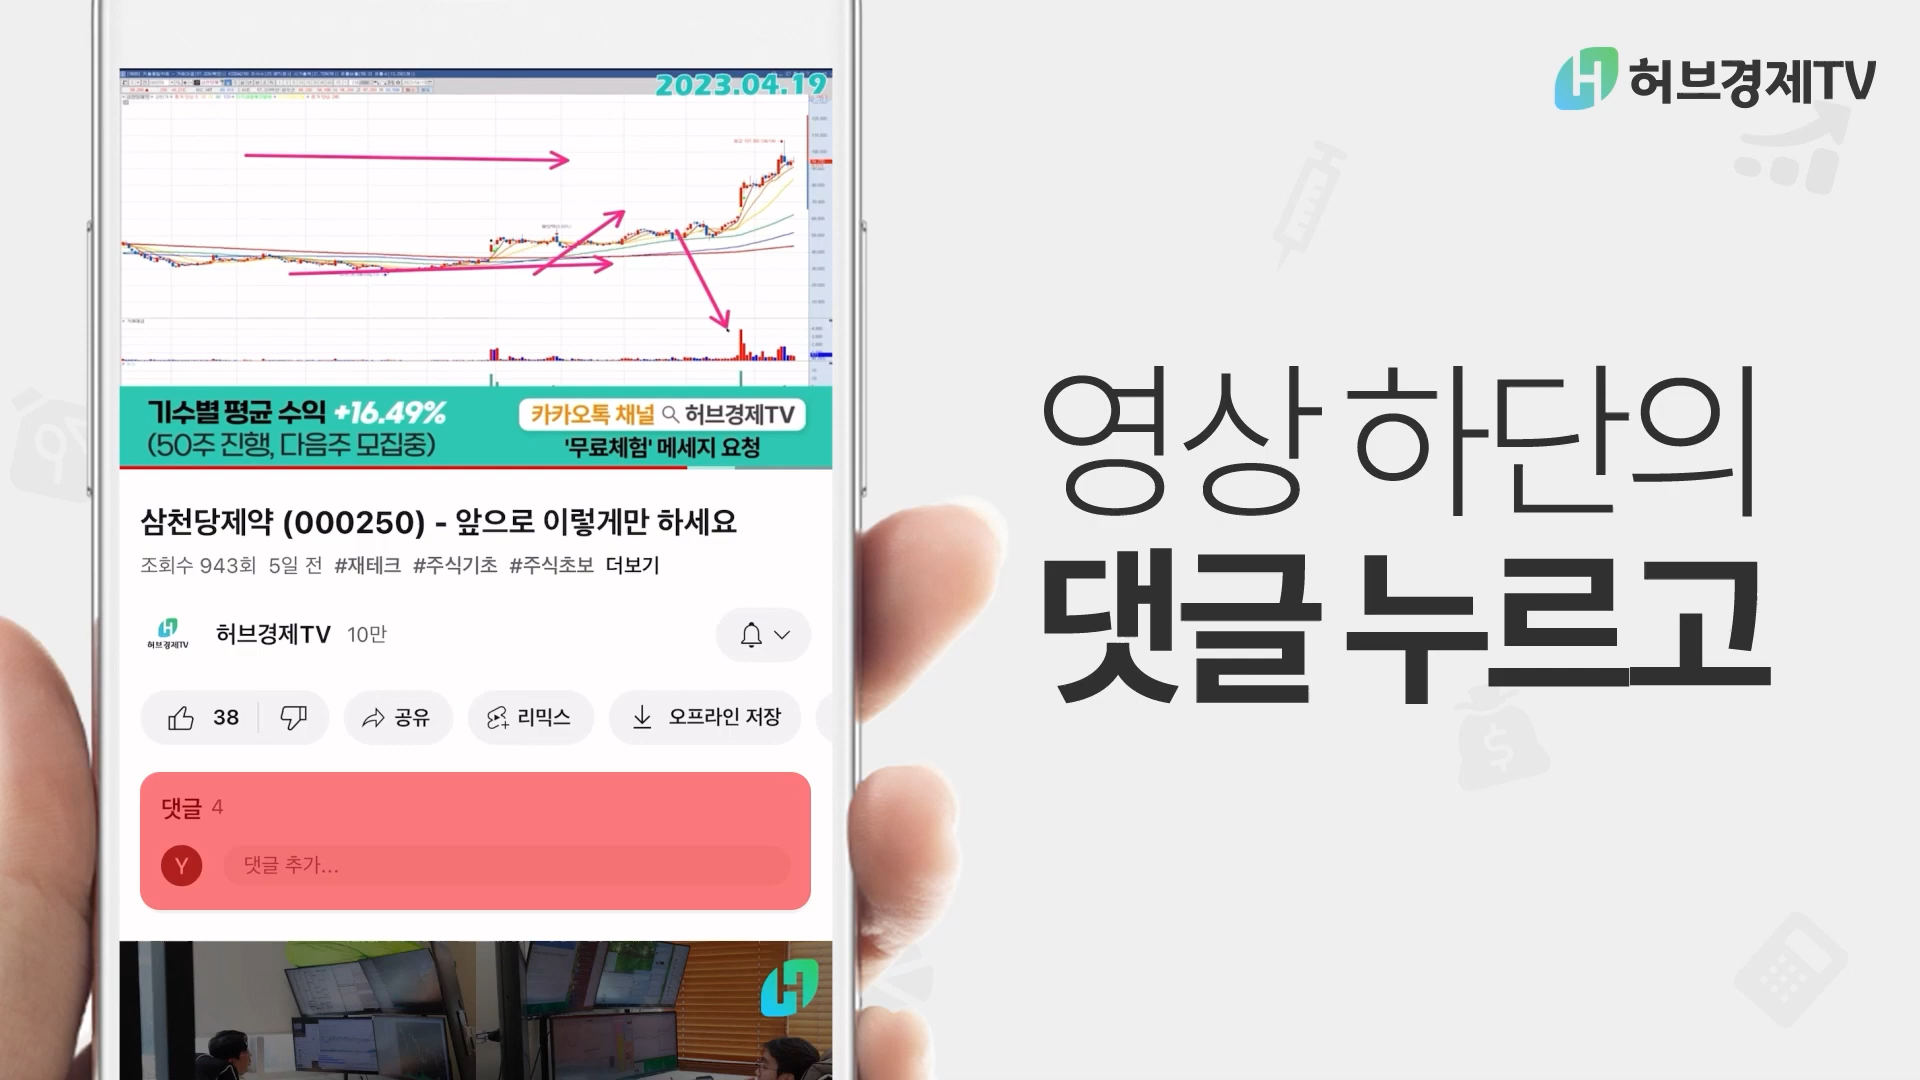 허브경제TV
2023.04.19
기수별 평균 수익 +16.49%
(50주 진행, 다음주 모집중)
카카오톡 채널 허브경제TV
'무료체험' 메세지 요청
삼천당제약 (000250) - 앞으로 이렇게만 하세요
조회수 943회 5일 전 #재테크 #주식기초 #주식초보 더보기
허브경제TV
허브경제TV 10만
38
공유
리믹스
오프라인 저장
댓글 4
Y
댓글 추가...
영상 하단의
댓글 누르고